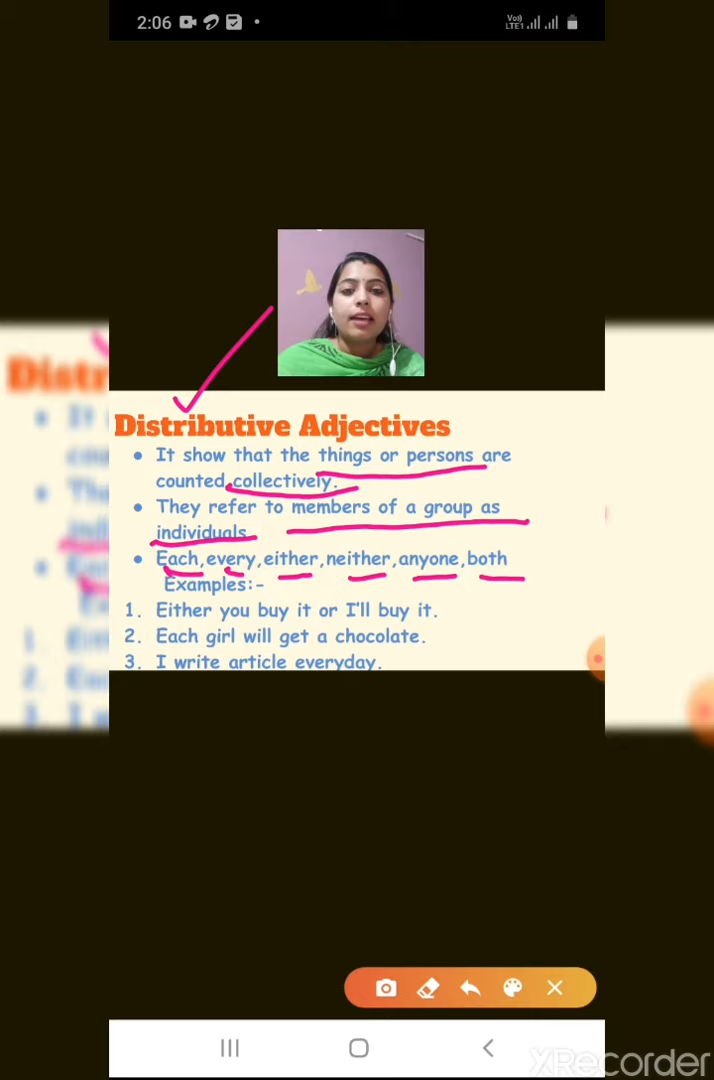 2:06
Vo))
LTE1
Distributive Adjectives
• It show that the things or persons are
counted collectively.
• They refer to members of a group as
individuals
• Each,every,either,neither,anyone,both
Examples:-
1. Either you buy it or I'll buy it.
2. Each girl will get a chocolate.
3. I write article everyday.
XRecorder